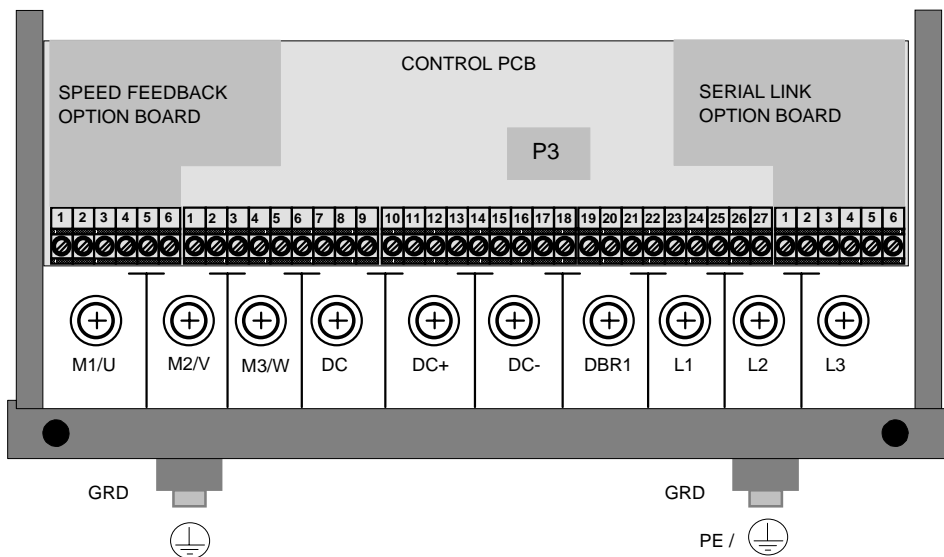 CONTROL PCB
SPEED FEEDBACK
OPTION BOARD
SERIAL LINK
OPTION BOARD
P3
1 2 3 4 5 6 1 2 3 4 5 6 7 8 9 10 11 12 13 14 15 16 17 18 19 20 21 22 23 24 25 26 27 1 2 3 4 5 6
M1/U M2/V M3/W DC DC+ DC- DBR1 L1 L2 L3
GRD GRD
PE /